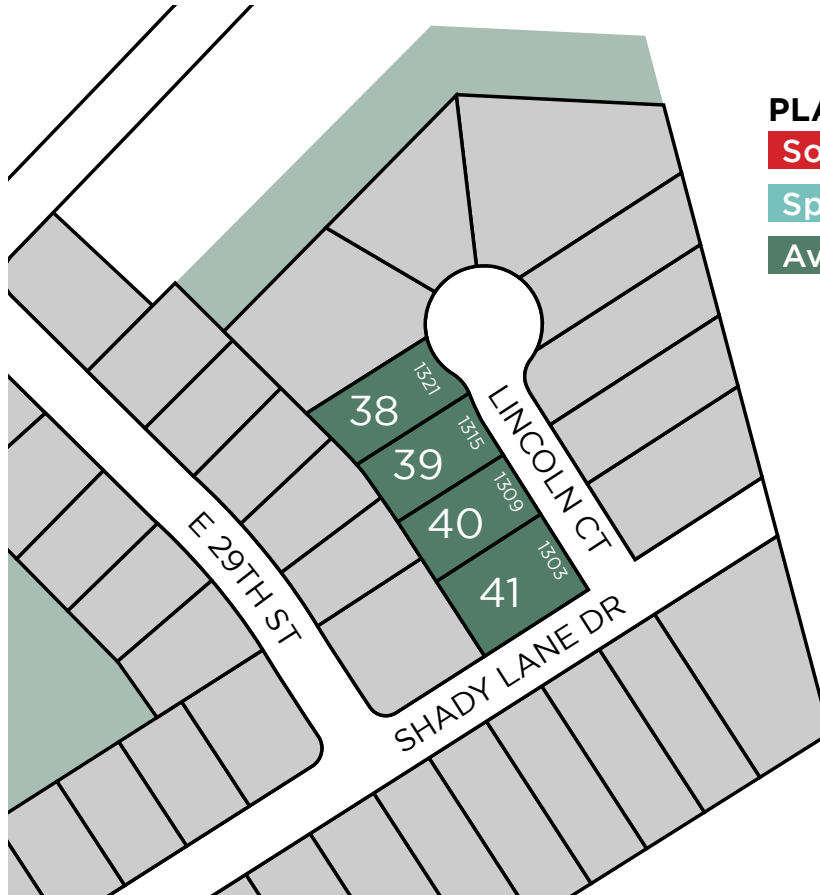 PLA
So
Sp
Av
1321
38
1315
39
1309
40
1303
41
LINCOLN CT
E 29TH ST
SHADY LANE DR